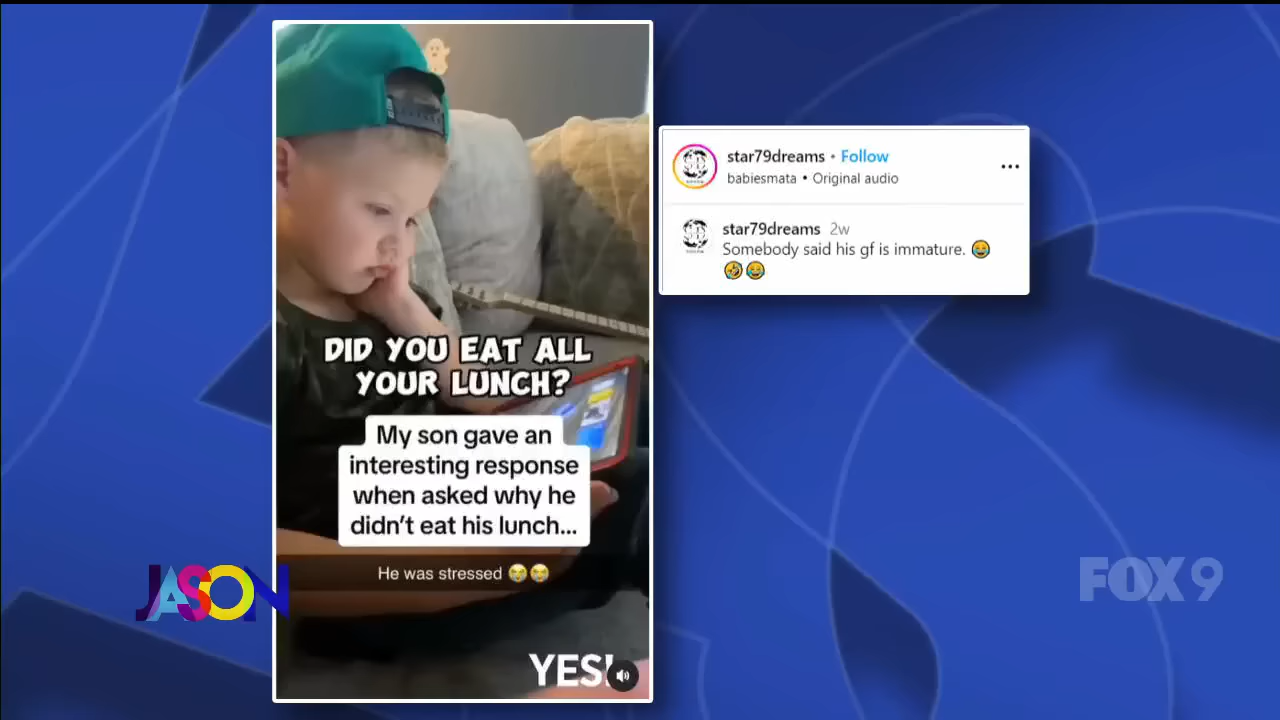 DID YOU EAT ALL
YOUR LUNCH?
My son gave an
interesting response
when asked why he
didn't eat his lunch...
He was stressed 😭😭
YES!
star79dreams • Follow
babiesmata • Original audio
star79dreams 2w
Somebody said his gf is immature. 😂
🤣😂
JASON
FOX 9